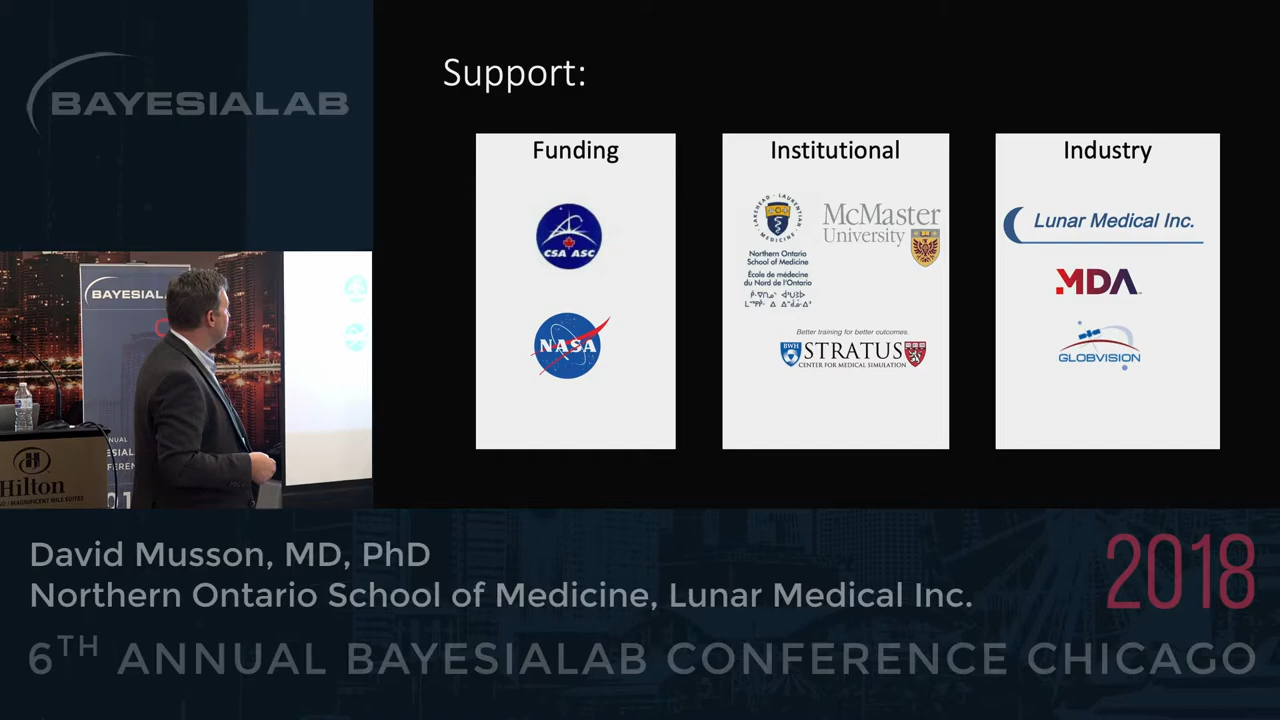 BAYESIALAB
Support:
Funding
CSA ASC
NASA
Institutional
LAKEHEAD · LAURENTIAN
MEDICINE
Northern Ontario
School of Medicine
École de médecine
du Nord de l'Ontario
McMaster
University
Better training for better outcomes.
BWH
STRATUS
CENTER FOR MEDICAL SIMULATION
Industry
Lunar Medical Inc.
MDA
GLOBVISION
BAYESIAL
Hilton
MAGNIFICENT MILE SUITES
David Musson, MD, PhD
Northern Ontario School of Medicine, Lunar Medical Inc.
2018
6TH ANNUAL BAYESIALAB CONFERENCE CHICAGO